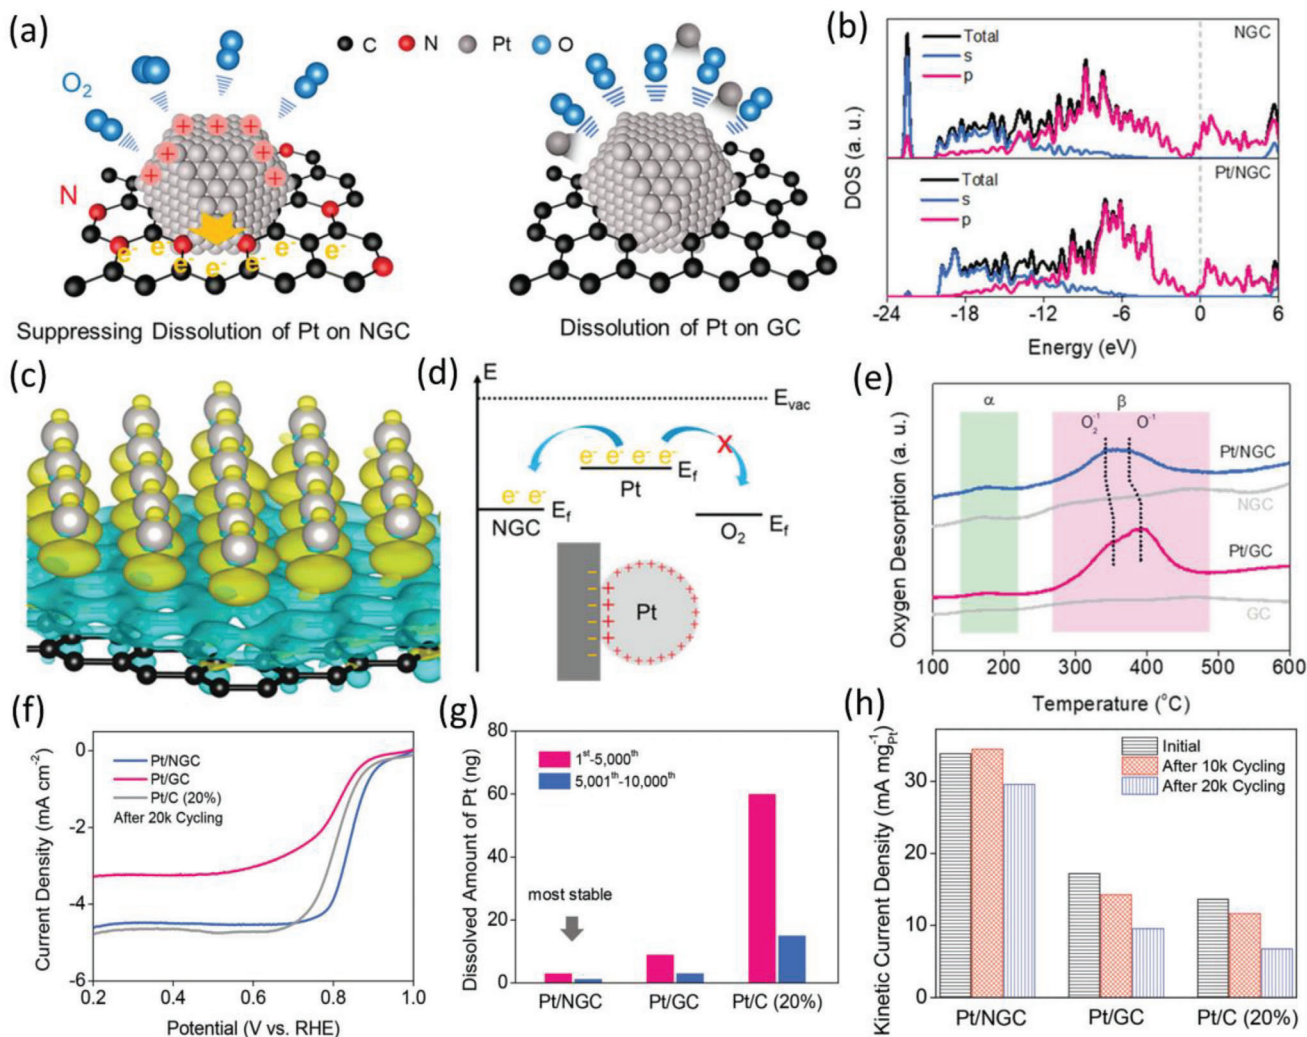 (a)
C N Pt O
O2
N
+ + + + + + +
e- e- e- e- e- e- e-
Suppressing Dissolution of Pt on NGC
Dissolution of Pt on GC
(b)
DOS (a. u.)
Total
s
p
NGC
Total
s
p
Pt/NGC
-24 -18 -12 -6 0 6
Energy (eV)
(c)
(d)
E
Evac
e- e- e- e-
X
Ef
Pt
e- e-
Ef
NGC
Ef
O2
Pt
(e)
Oxygen Desorption (a. u.)
α
β
O2-1
O-1
Pt/NGC
NGC
Pt/GC
GC
100 200 300 400 500 600
Temperature (oC)
(f)
Current Density (mA cm-2)
0
-2
-4
-6
Pt/NGC
Pt/GC
Pt/C (20%)
After 20k Cycling
0.2 0.4 0.6 0.8 1.0
Potential (V vs. RHE)
(g)
Dissolved Amount of Pt (ng)
80
60
40
20
0
1st-5,000th
5,001th-10,000th
most stable
Pt/NGC Pt/GC Pt/C (20%)
(h)
Kinetic Current Density (mA mg-1Pt)
30
20
10
0
Initial
After 10k Cycling
After 20k Cycling
Pt/NGC Pt/GC Pt/C (20%)